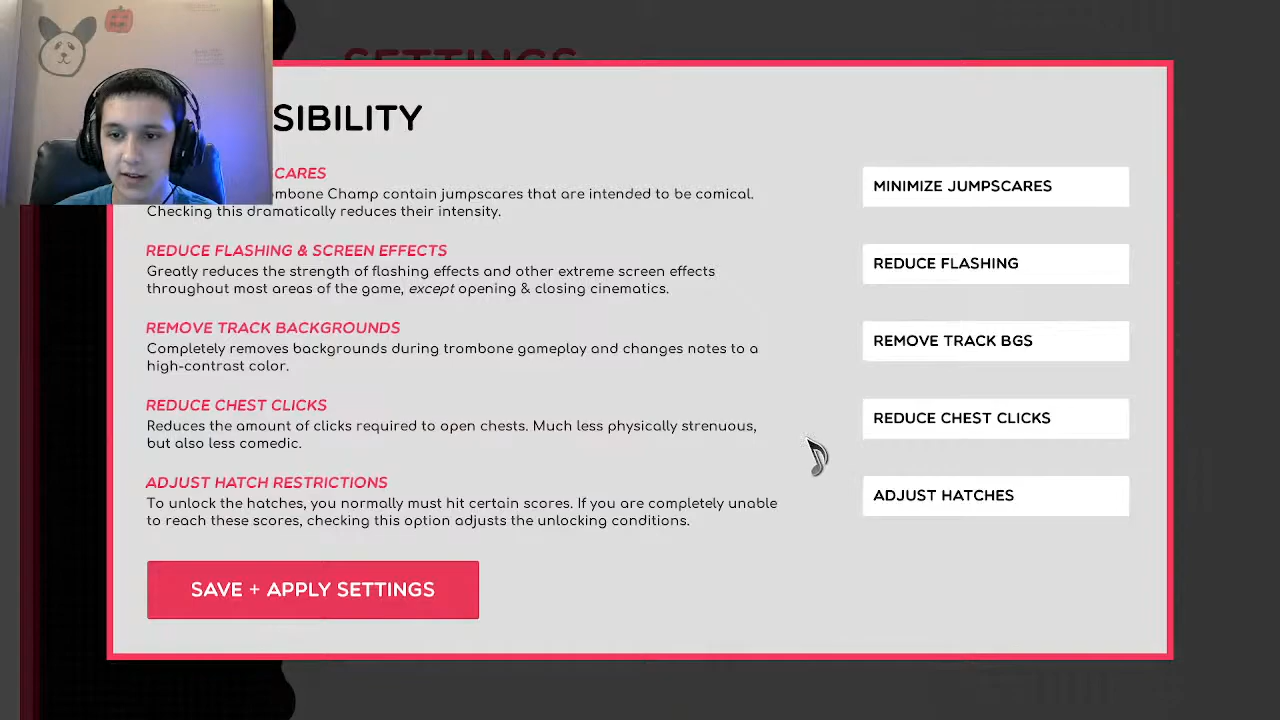 SETTINGS
SIBILITY
CARES
mbone Champ contain jumpscares that are intended to be comical.
Checking this dramatically reduces their intensity.
MINIMIZE JUMPSCARES
REDUCE FLASHING & SCREEN EFFECTS
Greatly reduces the strength of flashing effects and other extreme screen effects
throughout most areas of the game, except opening & closing cinematics.
REDUCE FLASHING
REMOVE TRACK BACKGROUNDS
Completely removes backgrounds during trombone gameplay and changes notes to a
high-contrast color.
REMOVE TRACK BGS
REDUCE CHEST CLICKS
Reduces the amount of clicks required to open chests. Much less physically strenuous,
but also less comedic.
REDUCE CHEST CLICKS
ADJUST HATCH RESTRICTIONS
To unlock the hatches, you normally must hit certain scores. If you are completely unable
to reach these scores, checking this option adjusts the unlocking conditions.
ADJUST HATCHES
SAVE + APPLY SETTINGS